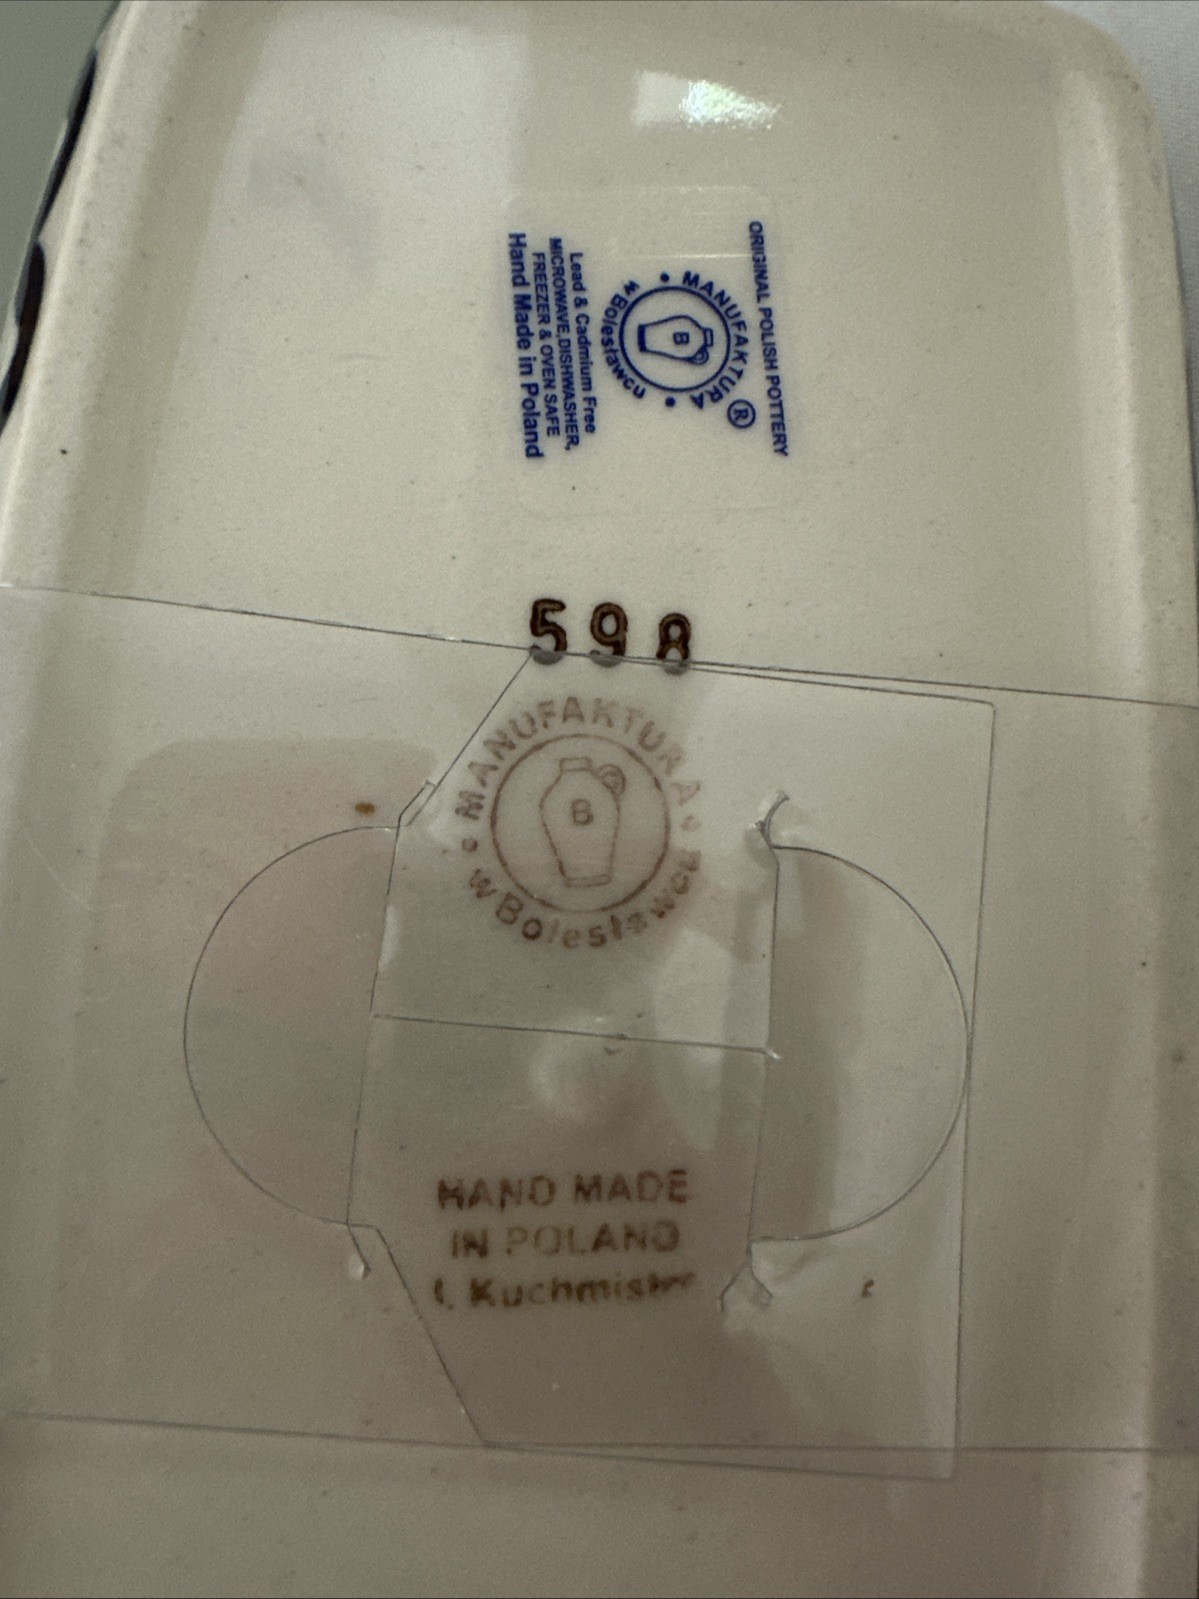 ORIGINAL POLISH POTTERY
MANUFAKTURA ®
B
w Bolesławcu
Lead & Cadmium Free
MICROWAVE,DISHWASHER,
FREEZER & OVEN SAFE
Hand Made in Poland
598
MANUFAKTURA
B
w Bolesławcu
HAND MADE
IN POLAND
I. Kuchmister